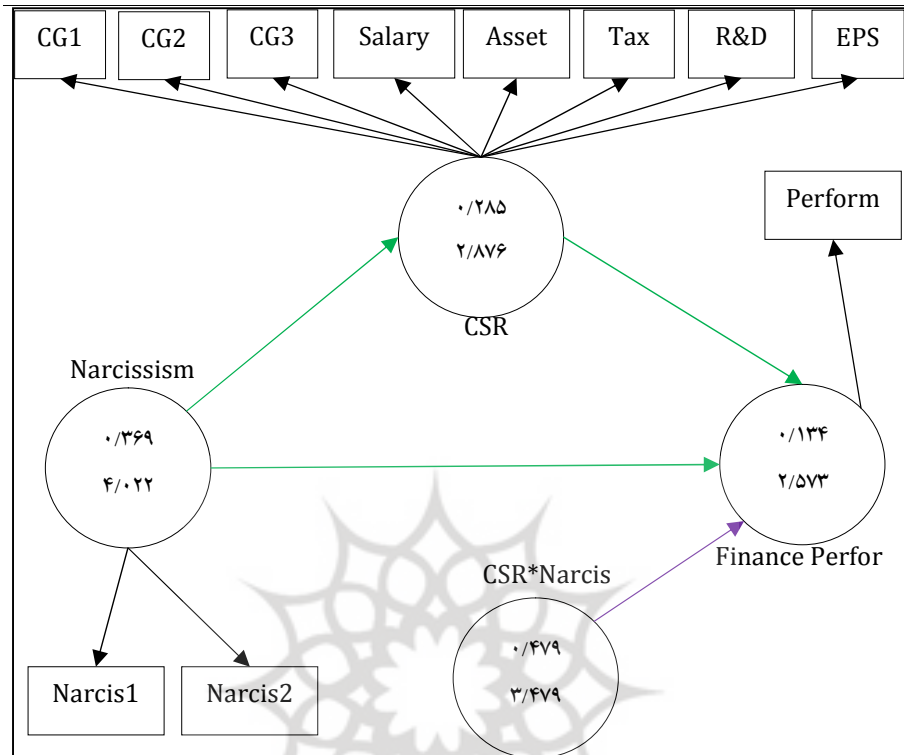 CG1 CG2 CG3 Salary Asset Tax R&D EPS
۰/۲۸۵
۲/۸۷۶
CSR
Perform
Narcissism
۰/۳۶۹
۴/۰۲۲
۰/۱۳۴
۲/۵۷۳
Finance Perfor
CSR*Narcis
۰/۴۷۹
۳/۴۷۹
Narcis1 Narcis2